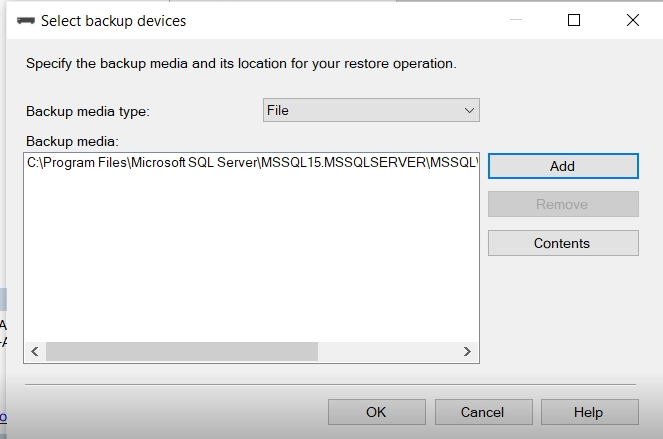 Select backup devices
Specify the backup media and its location for your restore operation.
Backup media type:
File
Backup media:
C:\Program Files\Microsoft SQL Server\MSSQL15.MSSQLSERVER\MSSQL\
Add
Remove
Contents
OK
Cancel
Help